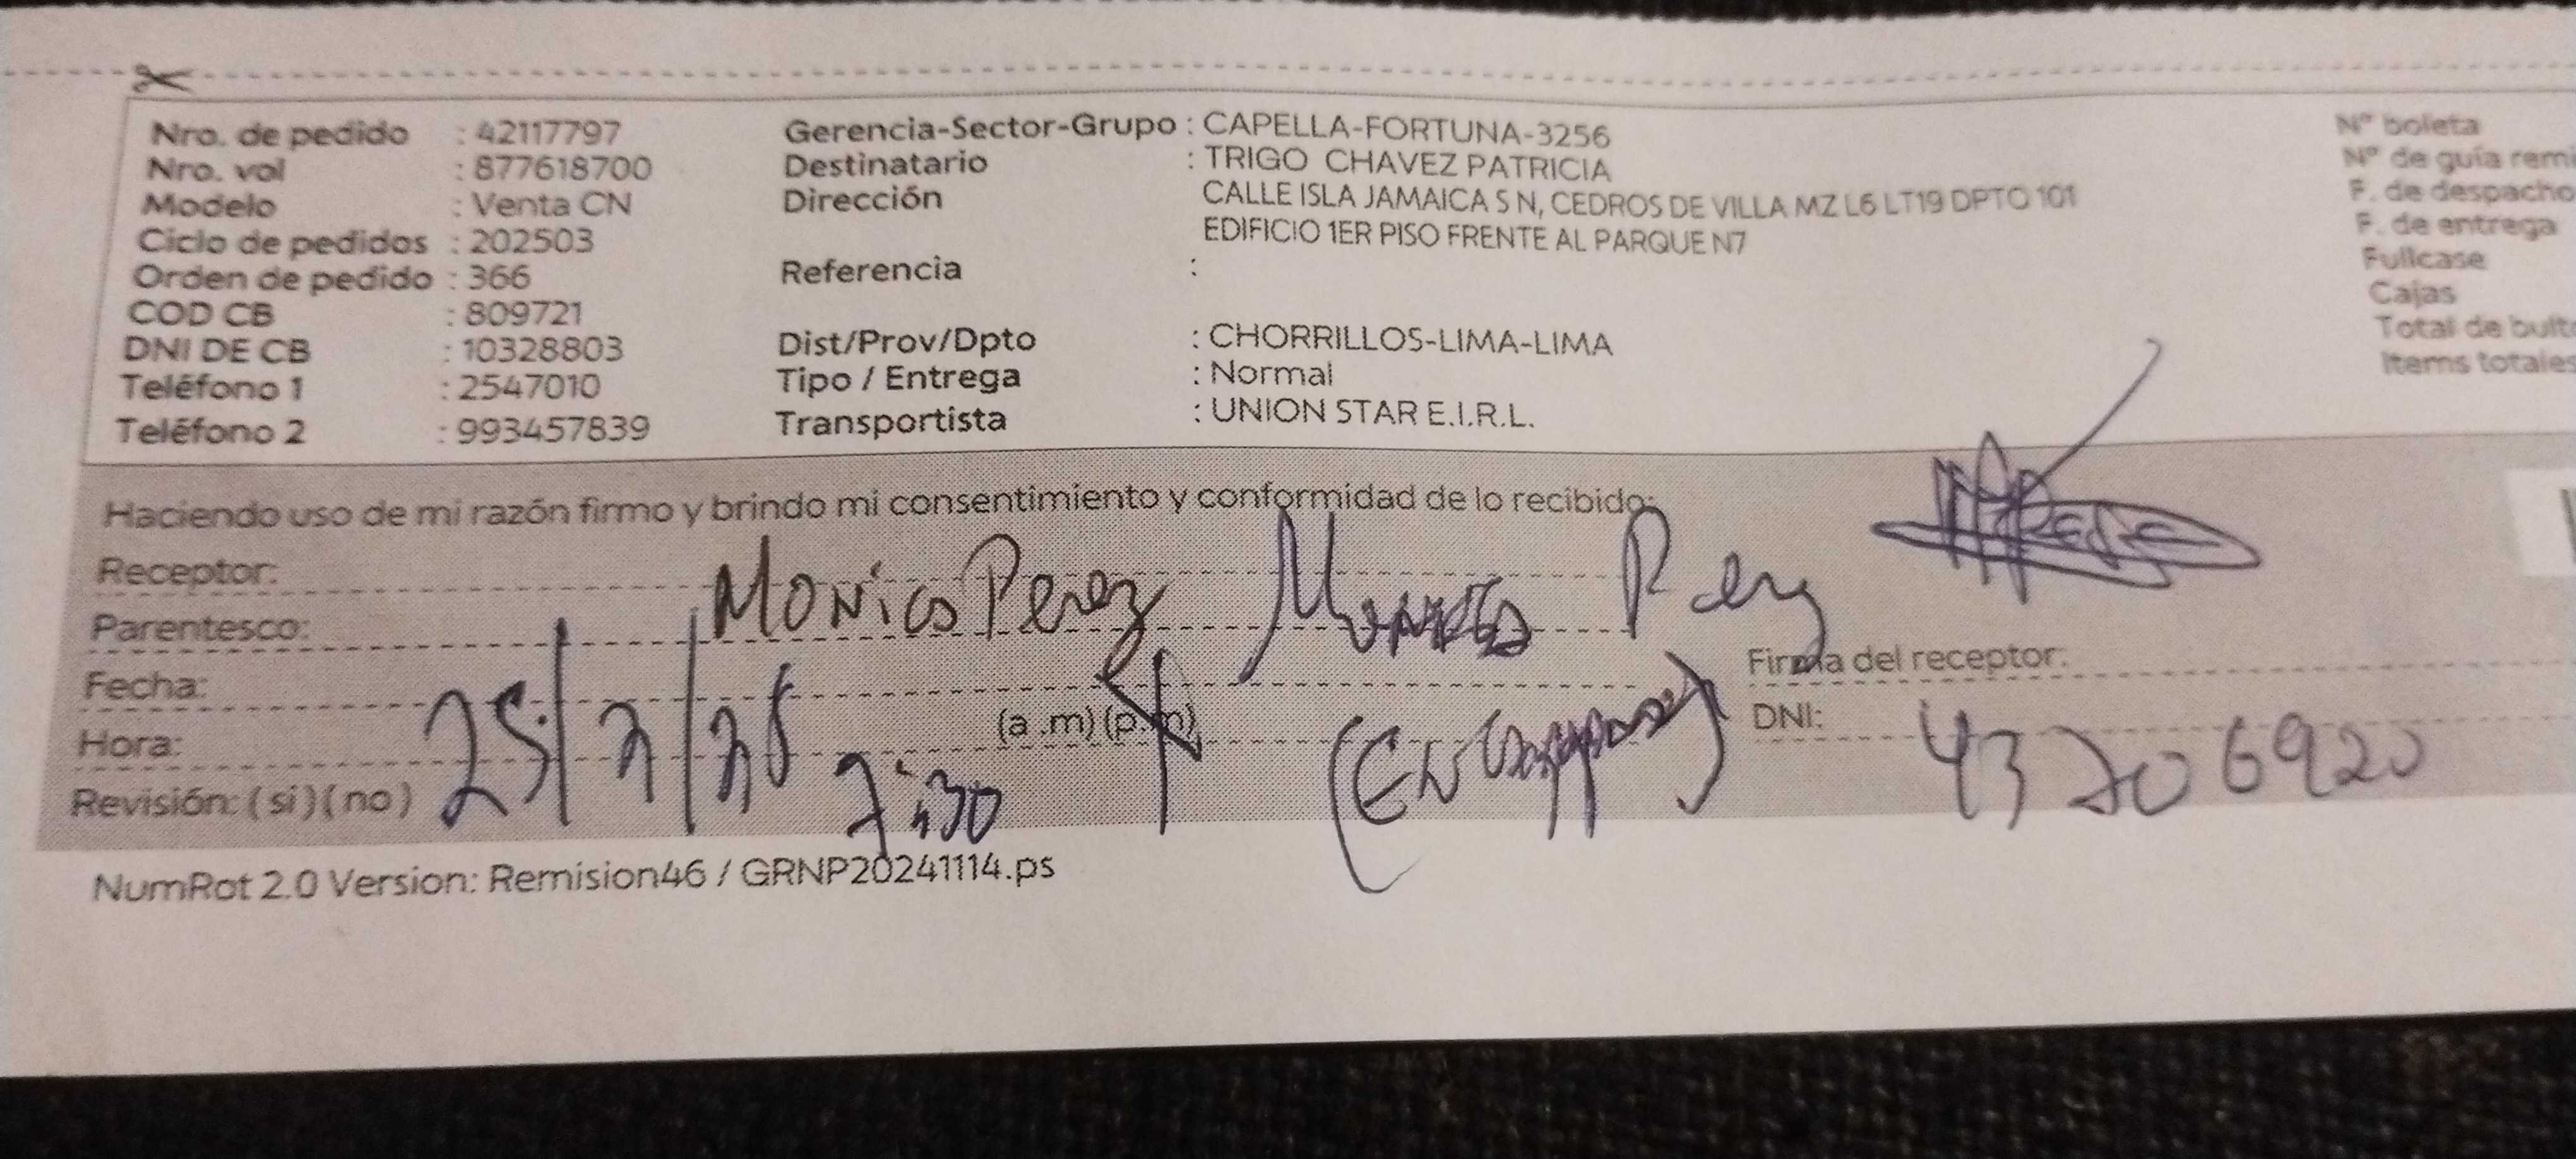 Nro. de pedido : 42117797
Nro. vol : 877618700
Modelo : Venta CN
Ciclo de pedidos : 202503
Orden de pedido : 366
COD CB : 809721
DNI DE CB : 10328803
Teléfono 1 : 2547010
Teléfono 2 : 993457839
Gerencia-Sector-Grupo : CAPELLA-FORTUNA-3256
Destinatario : TRIGO CHAVEZ PATRICIA
Dirección CALLE ISLA JAMAICA S N, CEDROS DE VILLA MZ L6 LT19 DPTO 101
EDIFICIO 1ER PISO FRENTE AL PARQUE N7
Referencia :
Dist/Prov/Dpto : CHORRILLOS-LIMA-LIMA
Tipo / Entrega : Normal
Transportista : UNION STAR E.I.R.L.
Nº boleta
Nº de guía remi
F. de despacho
F. de entrega
Fullcase
Cajas
Total de bult
Items totales
Haciendo uso de mi razón firmo y brindo mi consentimiento y conformidad de lo recibido:
Receptor:
Monica Perez
Parentesco:
Fecha:
Hora: (a .m) (p.m)
Revisión: (si) (no)
7:30
Firma del receptor:
DNI: 43706920
NumRot 2.0 Version: Remision46 / GRNP20241114.ps